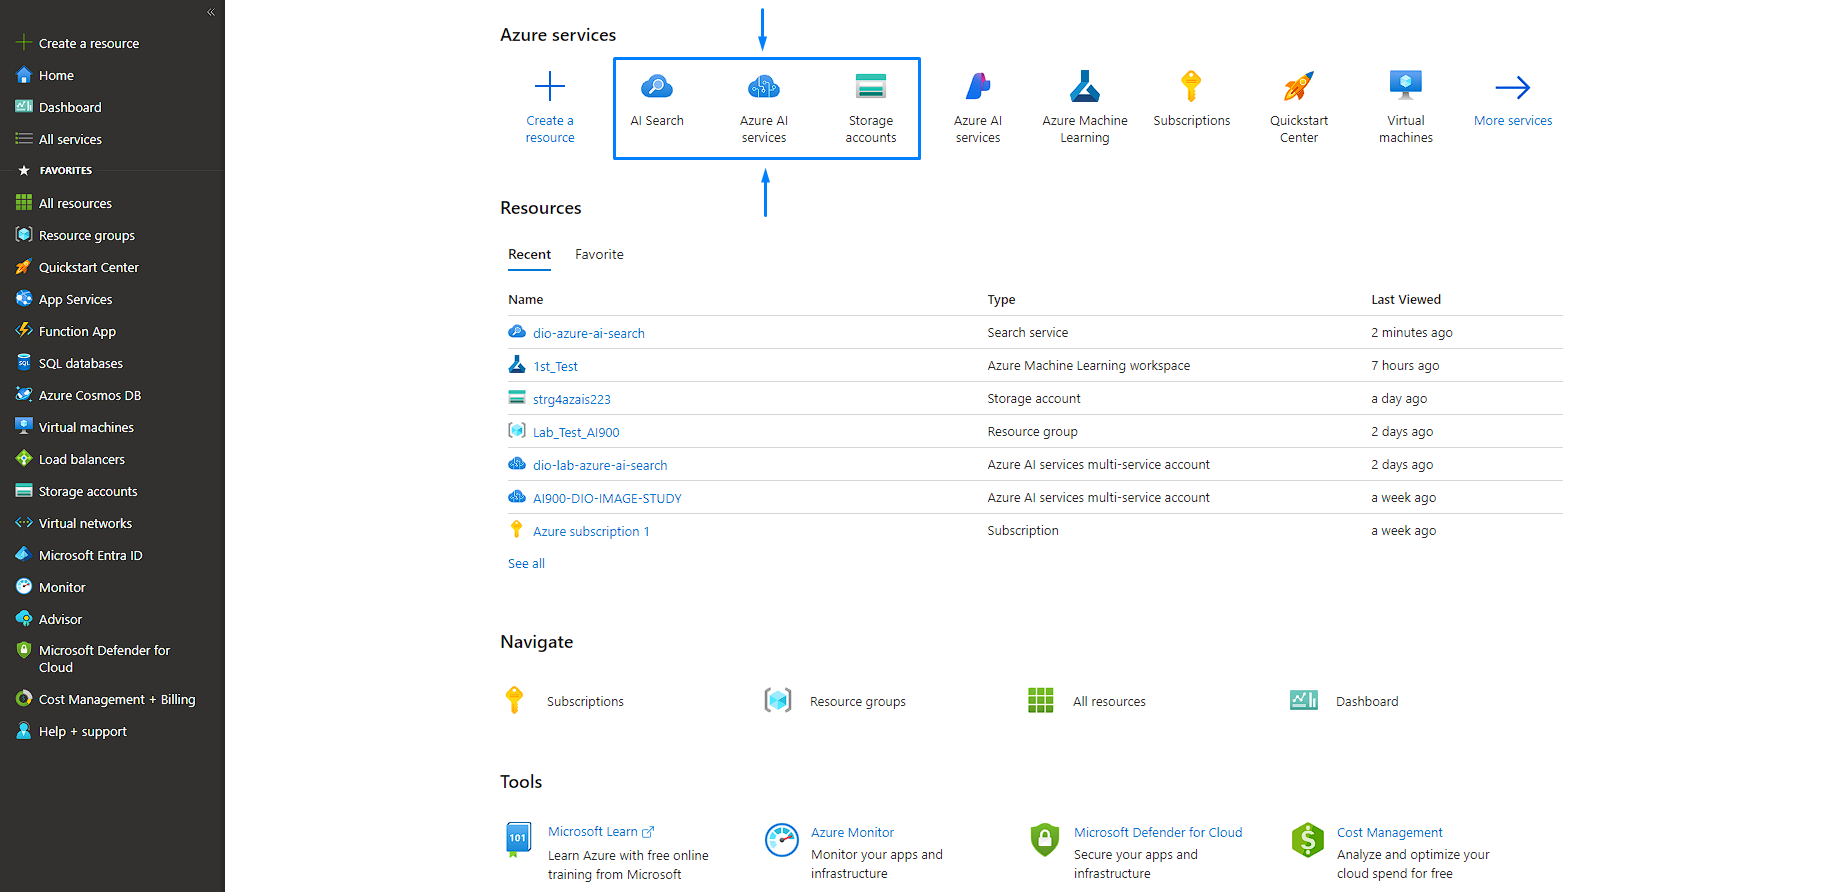 «
Create a resource
Home
Dashboard
All services
FAVORITES
All resources
Resource groups
Quickstart Center
App Services
Function App
SQL databases
Azure Cosmos DB
Virtual machines
Load balancers
Storage accounts
Virtual networks
Microsoft Entra ID
Monitor
Advisor
Microsoft Defender for
Cloud
Cost Management + Billing
Help + support
Azure services
Create a
resource
AI Search
Azure AI
services
Storage
accounts
Azure AI
services
Azure Machine
Learning
Subscriptions
Quickstart
Center
Virtual
machines
More services
Resources
Recent Favorite
Name Type Last Viewed
dio-azure-ai-search Search service 2 minutes ago
1st_Test Azure Machine Learning workspace 7 hours ago
strg4azais223 Storage account a day ago
Lab_Test_AI900 Resource group 2 days ago
dio-lab-azure-ai-search Azure AI services multi-service account 2 days ago
AI900-DIO-IMAGE-STUDY Azure AI services multi-service account a week ago
Azure subscription 1 Subscription a week ago
See all
Navigate
Subscriptions Resource groups All resources Dashboard
Tools
101
Microsoft Learn
Learn Azure with free online
training from Microsoft
Azure Monitor
Monitor your apps and
infrastructure
Microsoft Defender for Cloud
Secure your apps and
infrastructure
Cost Management
Analyze and optimize your
cloud spend for free